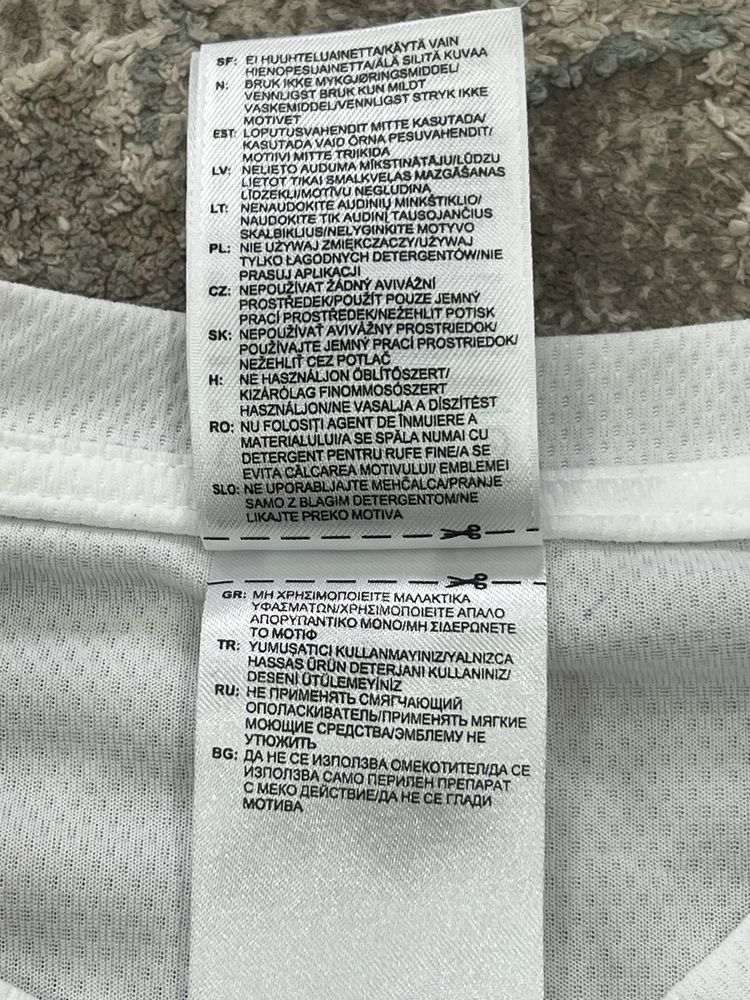 SF: EI HUUHTELUAINETTA/KÄYTÄ VAIN
HIENOPESUAINETTA/ÄLÄ SILITÄ KUVAA
N: BRUK IKKE MYKGJØRINGSMIDDEL/
VENNLIGST BRUK KUN MILDT
VASKEMIDDEL/VENNLIGST STRYK IKKE
MOTIVET
EST: LOPUTUSVAHENDIT MITTE KASUTADA/
KASUTADA VAID ÕRNA PESUVAHENDIT/
MOTIIVI MITTE TRIIKIDA
LV: NELIETO AUDUMA MĪKSTINĀTĀJU/LŪDZU
LIETOT TIKAI SMALKVEĻAS MAZGĀŠANAS
LĪDZEKLI/MOTĪVU NEGLUDINA
LT: NENAUDOKITE AUDINIŲ MINKŠTIKLIO/
NAUDOKITE TIK AUDINĮ TAUSOJANČIUS
SKALBIKLIUS/NELYGINKITE MOTYVO
PL: NIE UŻYWAJ ZMIĘKCZACZY/UŻYWAJ
TYLKO ŁAGODNYCH DETERGENTÓW/NIE
PRASUJ APLIKACJI
CZ: NEPOUŽÍVAT ŽÁDNÝ AVIVÁŽNÍ
PROSTŘEDEK/POUŽÍT POUZE JEMNÝ
PRACÍ PROSTŘEDEK/NEŽEHLIT POTISK
SK: NEPOUŽÍVAŤ AVIVÁŽNY PROSTRIEDOK/
POUŽÍVAJTE JEMNÝ PRACÍ PROSTRIEDOK/
NEŽEHLIŤ CEZ POTLAČ
H: NE HASZNÁLJON ÖBLÍTŐSZERT/
KIZÁRÓLAG FINOMMOSÓSZERT
HASZNÁLJON/NE VASALJA A DÍSZÍTÉST
RO: NU FOLOSIȚI AGENT DE ÎNMUIERE A
MATERIALULUI/A SE SPĂLA NUMAI CU
DETERGENT PENTRU RUFE FINE/A SE
EVITA CĂLCAREA MOTIVULUI/ EMBLEMEI
SLO: NE UPORABLJAJTE MEHČALCA/PRANJE
SAMO Z BLAGIM DETERGENTOM/NE
LIKAJTE PREKO MOTIVA
GR: ΜΗ ΧΡΗΣΙΜΟΠΟΙΕΙΤΕ ΜΑΛΑΚΤΙΚΑ
ΥΦΑΣΜΑΤΩΝ/ΧΡΗΣΙΜΟΠΟΙΕΙΤΕ ΑΠΑΛΟ
ΑΠΟΡΥΠΑΝΤΙΚΟ ΜΟΝΟ/ΜΗ ΣΙΔΕΡΩΝΕΤΕ
ΤΟ ΜΟΤΙΦ
TR: YUMUŞATICI KULLANMAYINIZ/YALNIZCA
HASSAS ÜRÜN DETERJANI KULLANINIZ/
DESENİ ÜTÜLEMEYİNİZ
RU: НЕ ПРИМЕНЯТЬ СМЯГЧАЮЩИЙ
ОПОЛАСКИВАТЕЛЬ/ПРИМЕНЯТЬ МЯГКИЕ
МОЮЩИЕ СРЕДСТВА/ЭМБЛЕМУ НЕ
УТЮЖИТЬ
BG: ДА НЕ СЕ ИЗПОЛЗВА ОМЕКОТИТЕЛ/ДА СЕ
ИЗПОЛЗВА САМО ПЕРИЛЕН ПРЕПАРАТ
С МЕКО ДЕЙСТВИЕ/ДА НЕ СЕ ГЛАДИ
МОТИВА